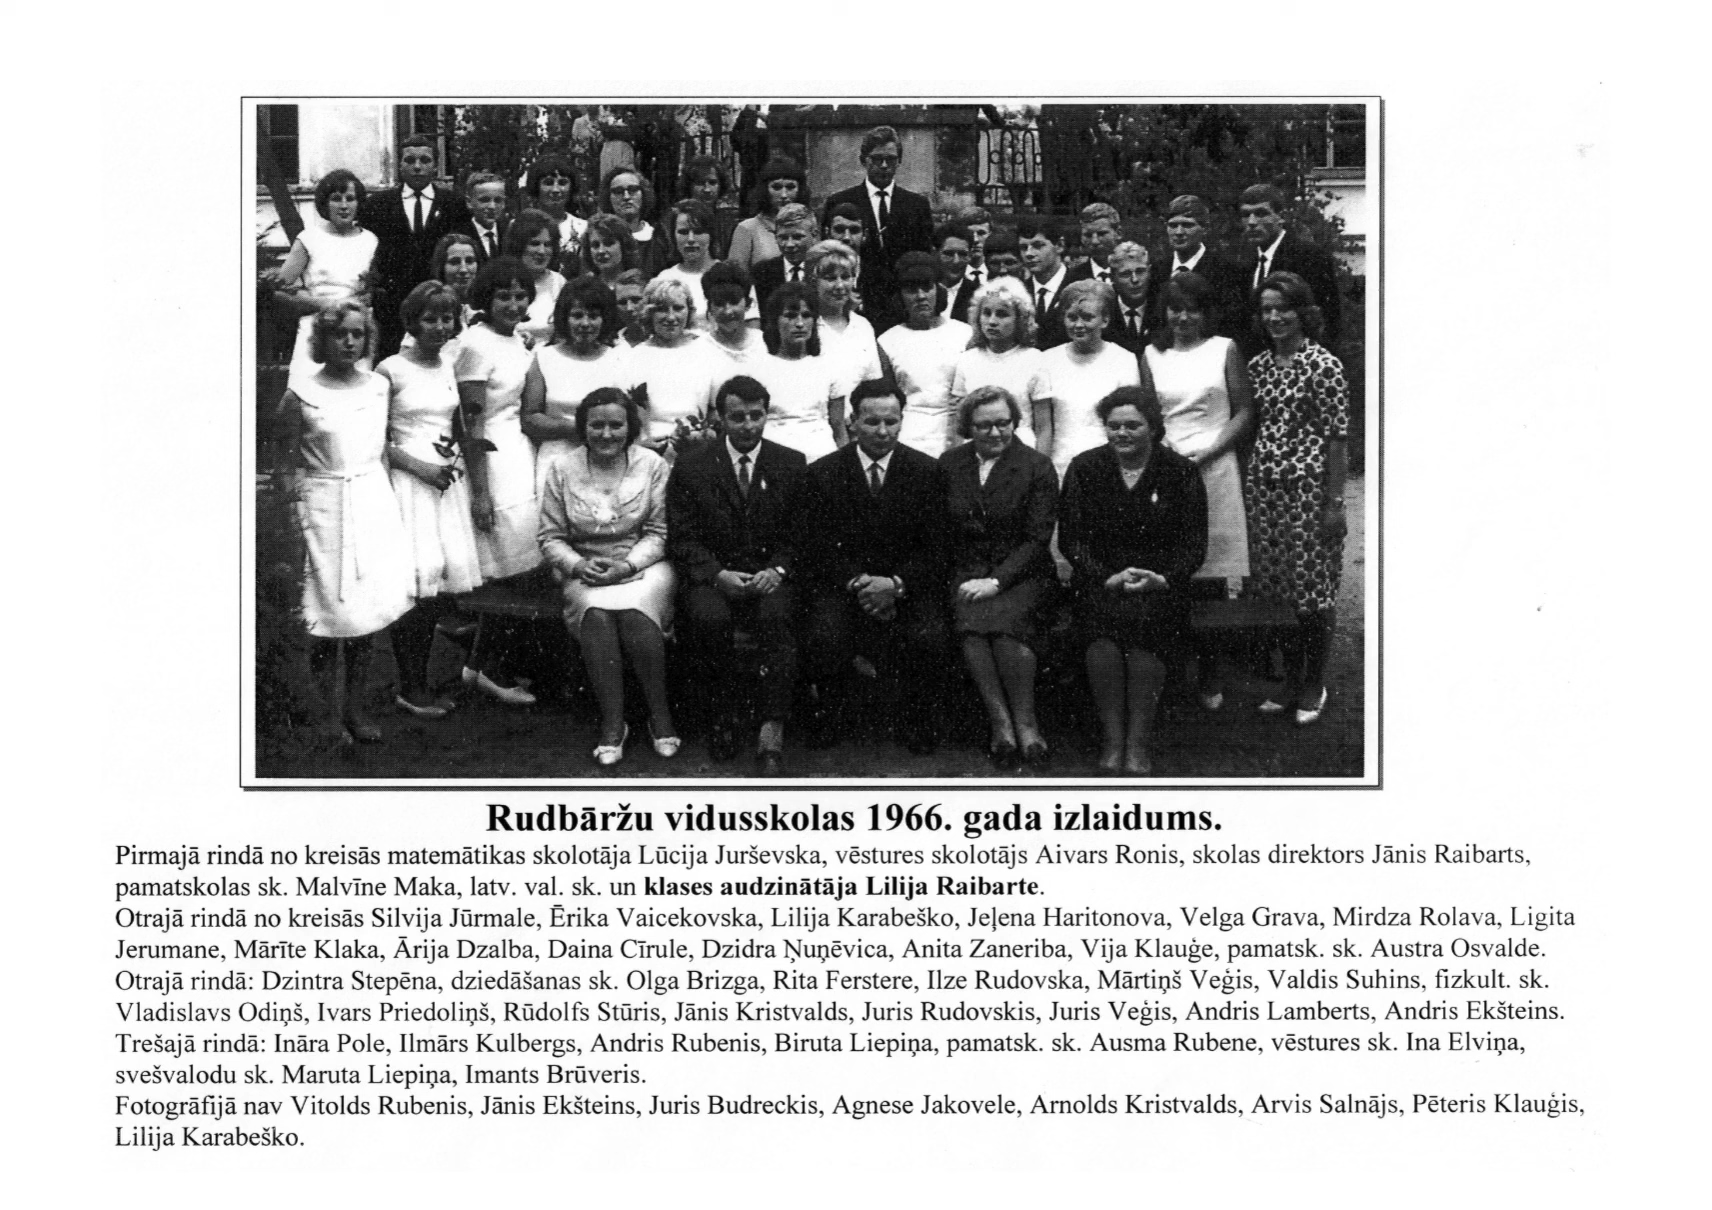 Rudbāržu vidusskolas 1966. gada izlaidums.
Pirmajā rindā no kreisās matemātikas skolotāja Lūcija Jurševska, vēstures skolotājs Aivars Ronis, skolas direktors Jānis Raibarts,
pamatskolas sk. Malvīne Maka, latv. val. sk. un klases audzinātāja Lilija Raibarte.
Otrajā rindā no kreisās Silvija Jūrmale, Ērika Vaicekovska, Lilija Karabeško, Jeļena Haritonova, Velga Grava, Mirdza Rolava, Ligita
Jerumane, Mārīte Klaka, Ārija Dzalba, Daina Cīrule, Dzidra Ņuņēvica, Anita Zaneriba, Vija Klauģe, pamatsk. sk. Austra Osvalde.
Otrajā rindā: Dzintra Stepēna, dziedāšanas sk. Olga Brizga, Rita Ferstere, Ilze Rudovska, Mārtiņš Veģis, Valdis Suhins, fizkult. sk.
Vladislavs Odiņš, Ivars Priedoliņš, Rūdolfs Stūris, Jānis Kristvalds, Juris Rudovskis, Juris Veģis, Andris Lamberts, Andris Ekšteins.
Trešajā rindā: Ināra Pole, Ilmārs Kulbergs, Andris Rubenis, Biruta Liepiņa, pamatsk. sk. Ausma Rubene, vēstures sk. Ina Elviņa,
svešvalodu sk. Maruta Liepiņa, Imants Brūveris.
Fotogrāfijā nav Vitolds Rubenis, Jānis Ekšteins, Juris Budreckis, Agnese Jakovele, Arnolds Kristvalds, Arvis Salnājs, Pēteris Klauģis,
Lilija Karabeško.